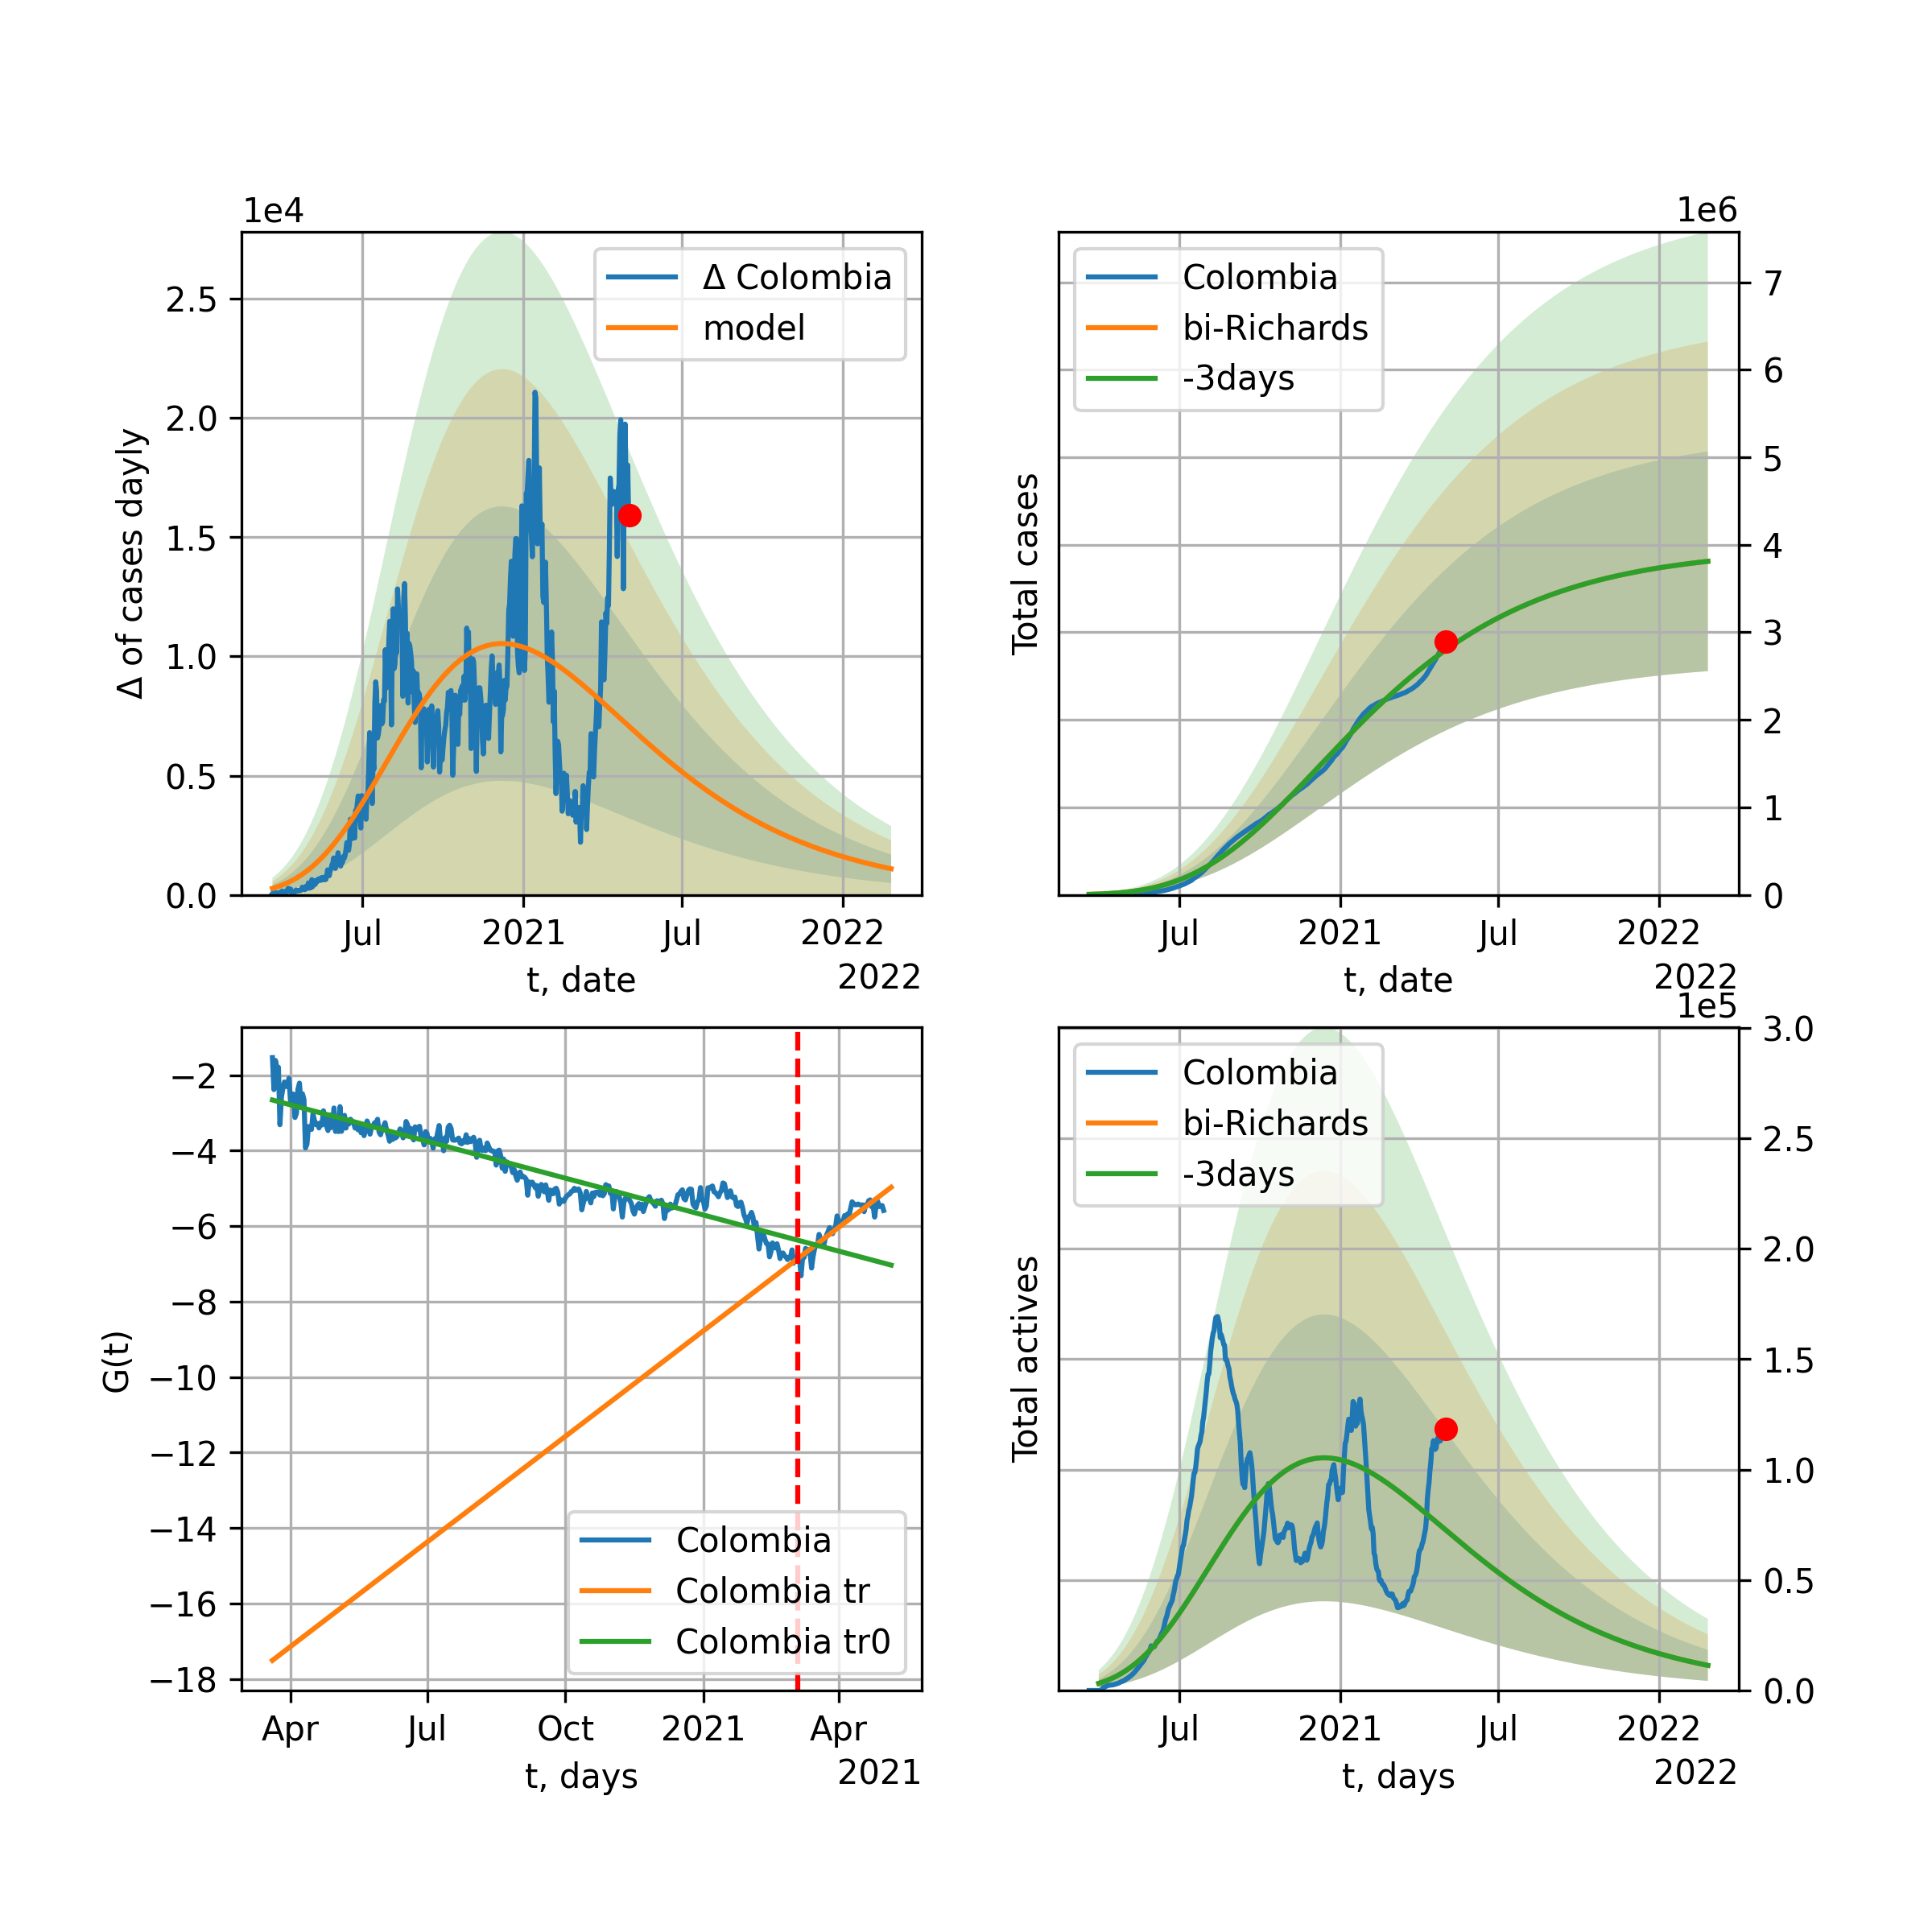 1e4
2.5
2.0
1.5
1.0
0.5
0.0
Δ of cases dayly
Δ Colombia
model
Jul
2021
Jul
2022
t, date
2022
1e6
Total cases
Colombia
bi-Richards
-3days
7
6
5
4
3
2
1
0
Jul
2021
Jul
2022
t, date
2022
G(t)
−2
−4
−6
−8
−10
−12
−14
−16
−18
Colombia
Colombia tr
Colombia tr0
Apr
Jul
Oct
2021
Apr
t, days
2021
1e5
Total actives
Colombia
bi-Richards
-3days
3.0
2.5
2.0
1.5
1.0
0.5
0.0
Jul
2021
Jul
2022
t, days
2022